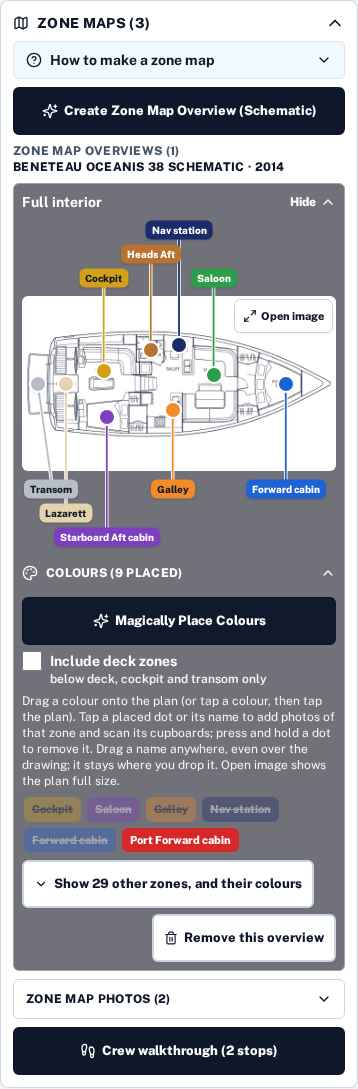 ZONE MAPS (3)
How to make a zone map
Create Zone Map Overview (Schematic)
ZONE MAP OVERVIEWS (1)
BENETEAU OCEANIS 38 SCHEMATIC · 2014
Full interior
Hide
Nav station
Heads Aft
Cockpit
Saloon
Open image
Transom
Galley
Forward cabin
Lazarett
Starboard Aft cabin
COLOURS (9 PLACED)
Magically Place Colours
Include deck zones
below deck, cockpit and transom only
Drag a colour onto the plan (or tap a colour, then tap
the plan). Tap a placed dot or its name to add photos of
that zone and scan its cupboards; press and hold a dot
to remove it. Drag a name anywhere, even over the
drawing; it stays where you drop it. Open image shows
the plan full size.
Cockpit
Saloon
Galley
Nav station
Forward cabin
Port Forward cabin
Show 29 other zones, and their colours
Remove this overview
ZONE MAP PHOTOS (2)
Crew walkthrough (2 stops)